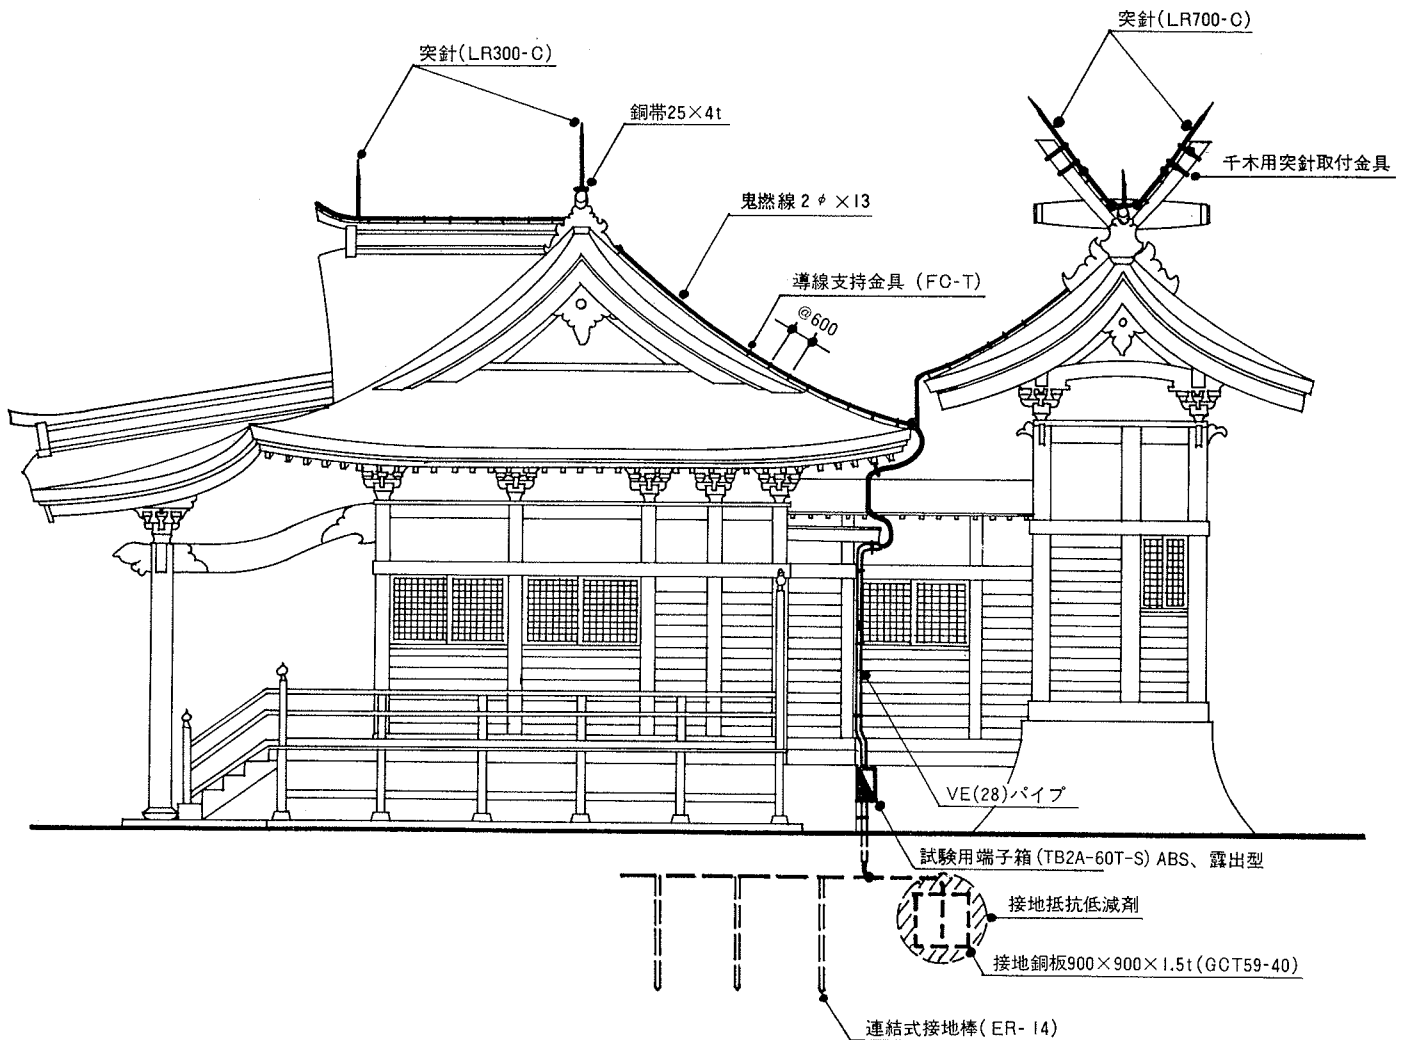 突針(LR300-C)
突針(LR700-C)
銅帯25×4t
千木用突針取付金具
鬼撚線2φ×13
導線支持金具(FC-T)
@600
VE(28)パイプ
試験用端子箱(TB2A-60T-S)ABS、露出型
接地抵抗低減剤
接地銅板900×900×1.5t(GCT59-40)
連結式接地棒(ER-14)